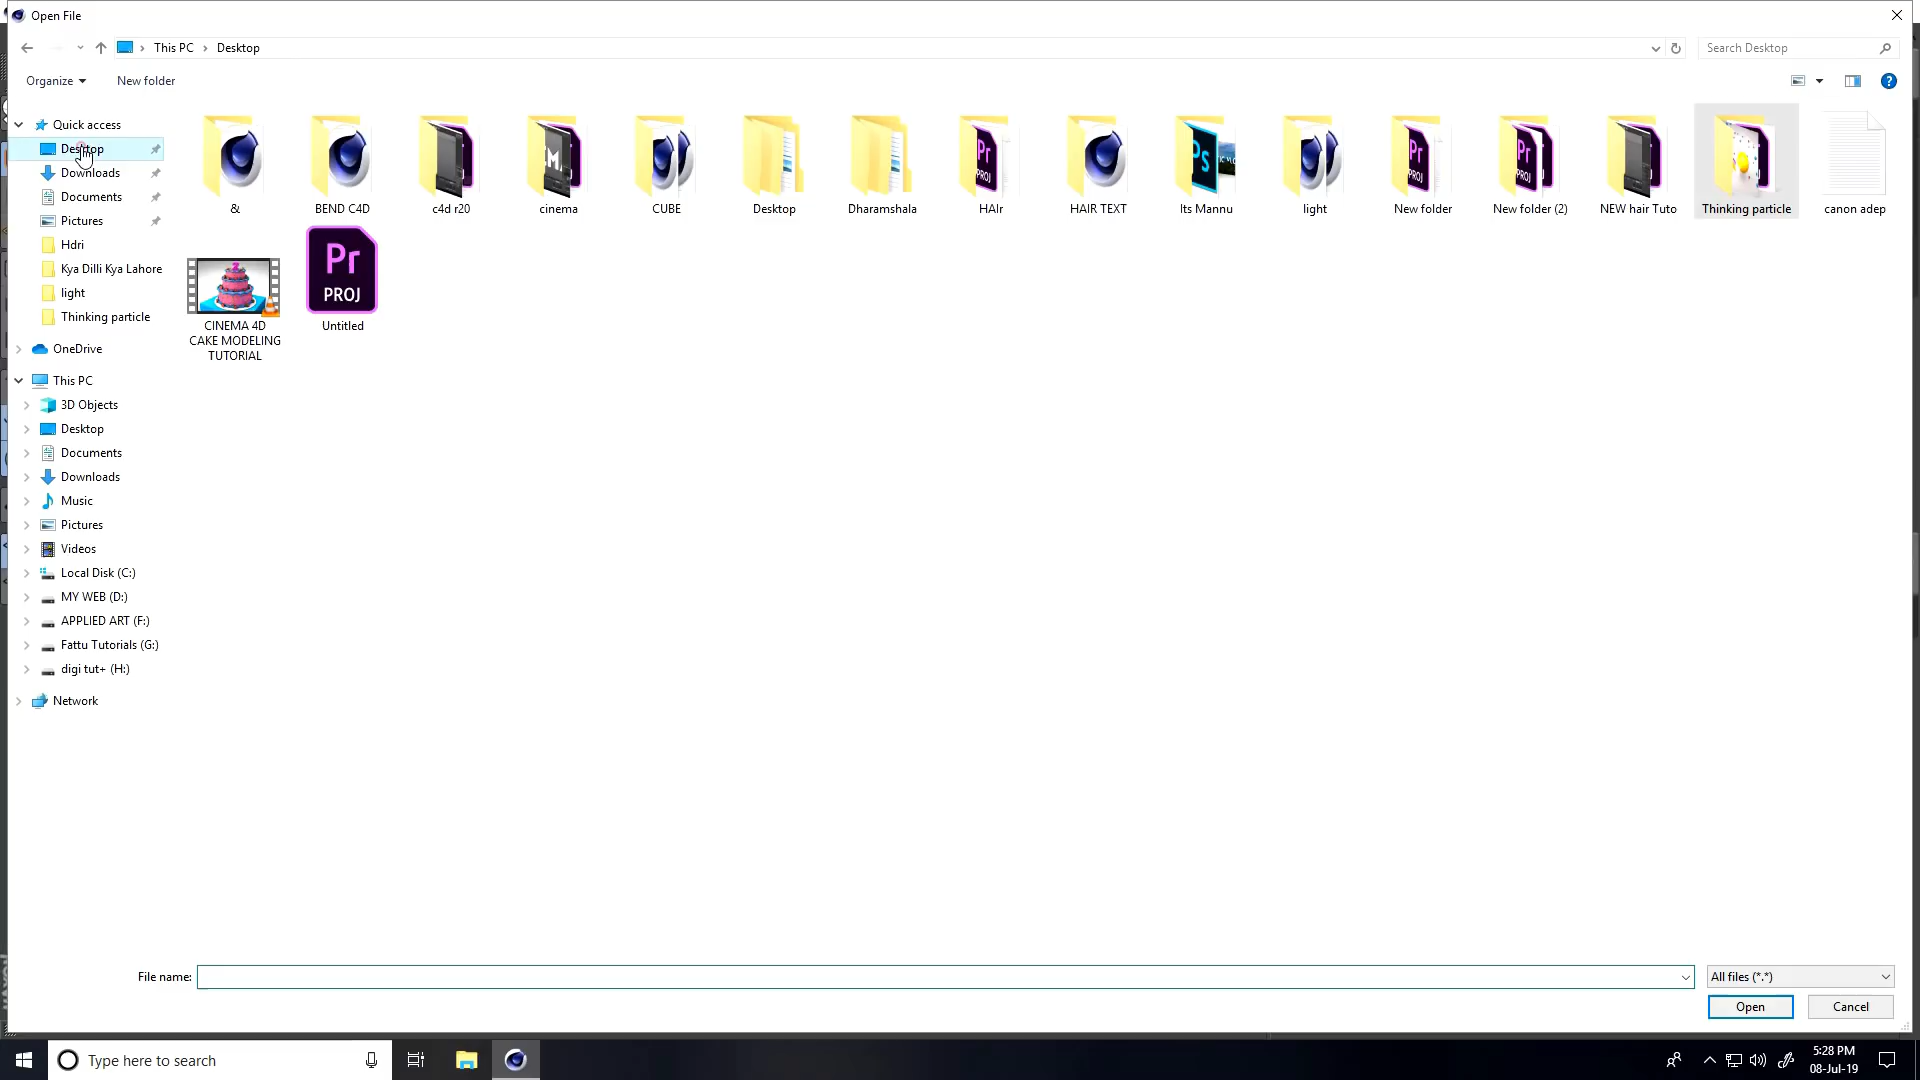 Open File
This PC
Desktop
Search Desktop
Organize
New folder
Quick access
Desktop
Downloads
Documents
Pictures
Hdri
Kya Dilli Kya Lahore
light
Thinking particle
OneDrive
This PC
3D Objects
Desktop
Documents
Downloads
Music
Pictures
Videos
Local Disk (C:)
MY WEB (D:)
APPLIED ART (F:)
Fattu Tutorials (G:)
digi tut+ (H:)
Network
&
BEND C4D
c4d r20
cinema
CUBE
Desktop
Dharamshala
HAIr
HAIR TEXT
Its Mannu
light
New folder
New folder (2)
NEW hair Tuto
Thinking particle
canon adep
CINEMA 4D
CAKE MODELING
TUTORIAL
Pr
PROJ
Untitled
File name:
All files (*.*)
Open
Cancel
Type here to search
5:28 PM
08-Jul-19